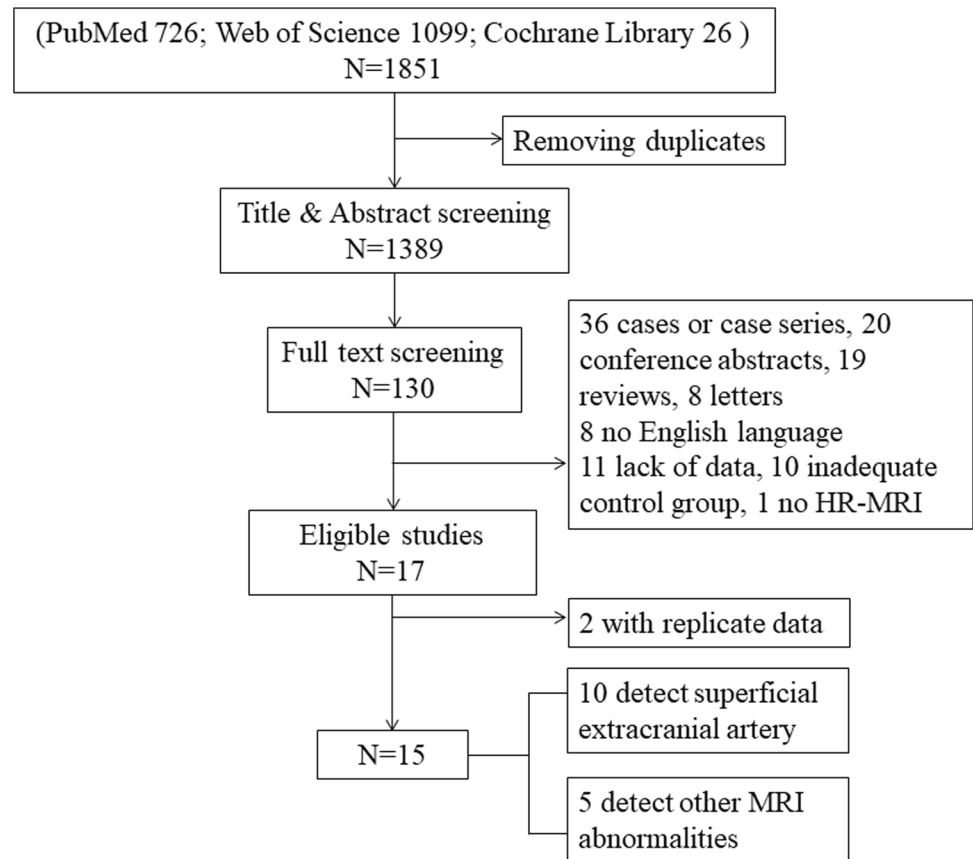 (PubMed 726; Web of Science 1099; Cochrane Library 26 )
N=1851
Removing duplicates
Title & Abstract screening
N=1389
Full text screening
N=130
36 cases or case series, 20
conference abstracts, 19
reviews, 8 letters
8 no English language
11 lack of data, 10 inadequate
control group, 1 no HR-MRI
Eligible studies
N=17
2 with replicate data
N=15
10 detect superficial
extracranial artery
5 detect other MRI
abnormalities